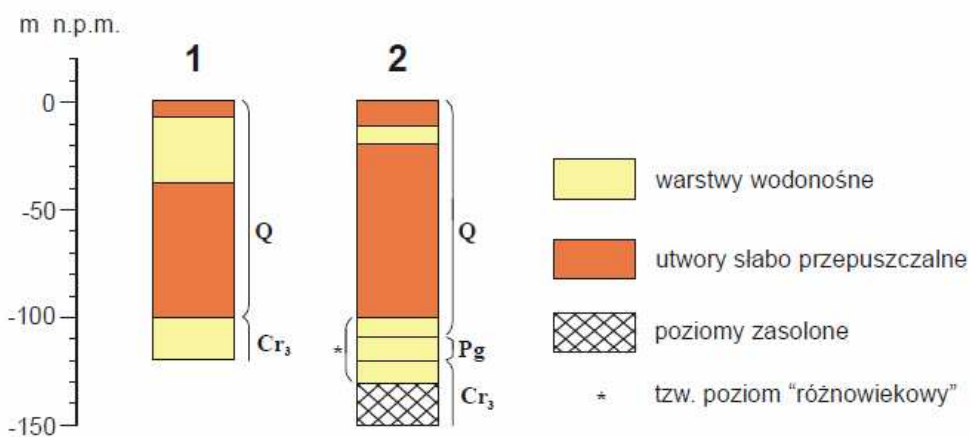 m n.p.m.
1
2
0
-50
-100
-150
Q
Cr₃
Q
*
Pg
Cr₃
warstwy wodonośne
utwory słabo przepuszczalne
poziomy zasolone
* tzw. poziom “różnowiekowy”